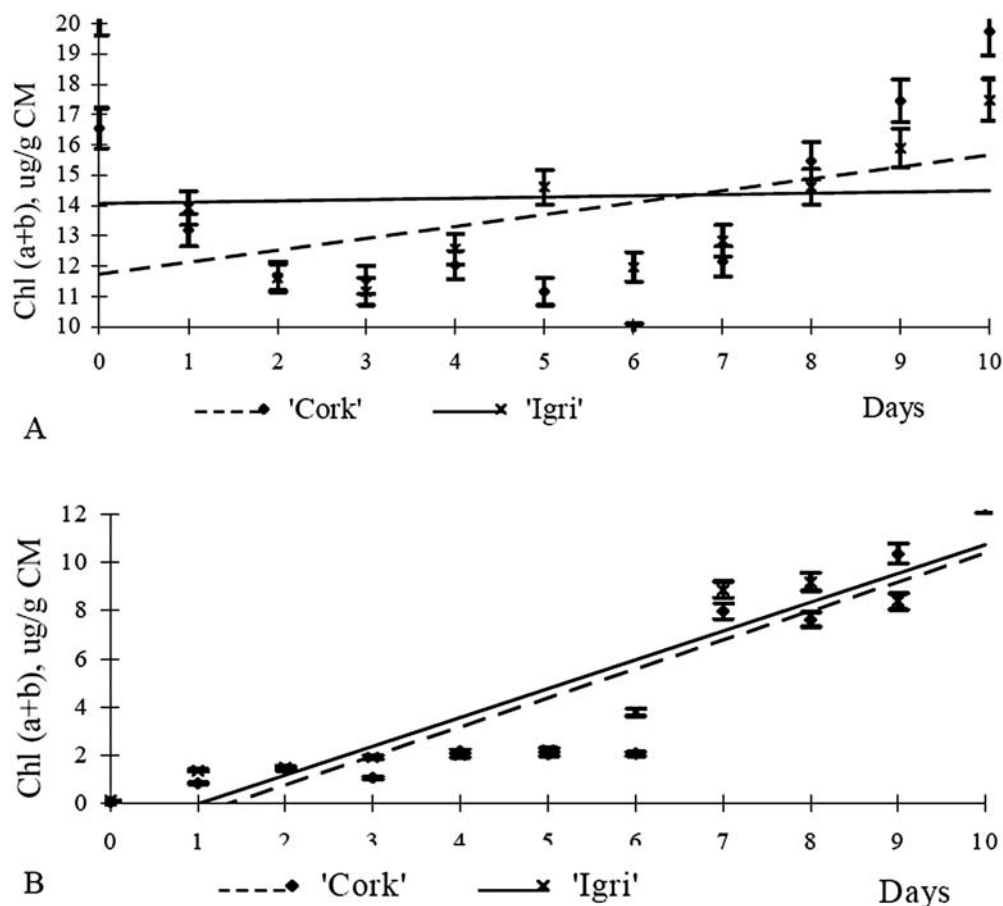 Chl (a+b), ug/g CM
20
19
18
17
16
15
14
13
12
11
10
0 1 2 3 4 5 6 7 8 9 10
'Cork' 'Igri' Days
A
Chl (a+b), ug/g CM
12
10
8
6
4
2
0
0 1 2 3 4 5 6 7 8 9 10
B 'Cork' 'Igri' Days